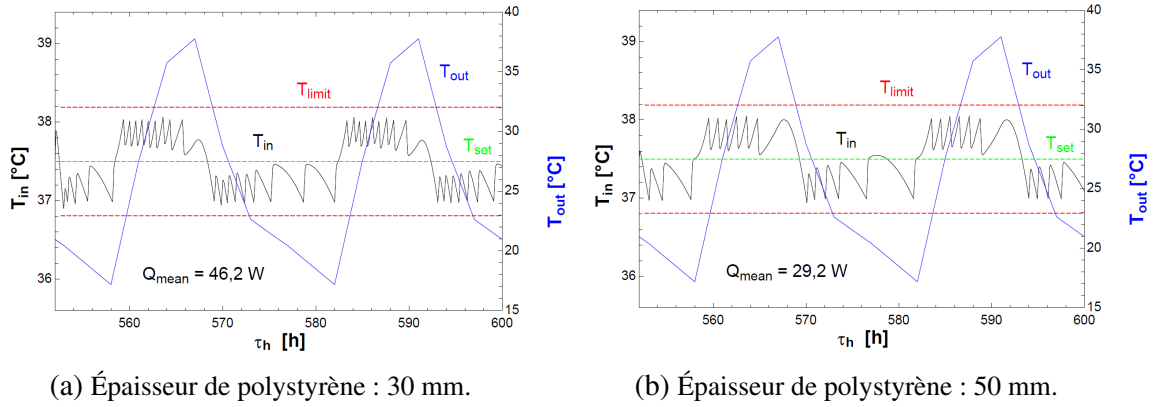 40
39
T_out
35
T_limit
38
30
T_in
T_set
T_in [°C]
25
T_out [°C]
37
20
Q_mean = 46,2 W
36
15
560
570
580
590
600
τ_h [h]
(a) Épaisseur de polystyrène : 30 mm.
40
39
T_out
35
T_limit
38
30
T_in
T_set
T_in [°C]
25
T_out [°C]
37
20
Q_mean = 29,2 W
36
15
560
570
580
590
600
τ_h [h]
(b) Épaisseur de polystyrène : 50 mm.